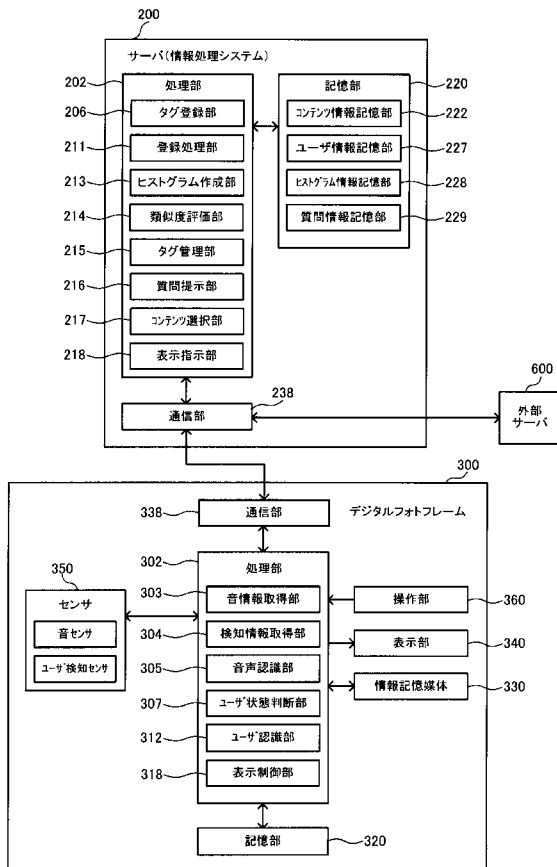 200
サーバ(情報処理システム)
202
処理部
206
タグ登録部
211
登録処理部
213
ヒストグラム作成部
214
類似度評価部
215
タグ管理部
216
質問提示部
217
コンテンツ選択部
218
表示指示部
記憶部
220
コンテンツ情報記憶部
222
ユーザ情報記憶部
227
ヒストグラム情報記憶部
228
質問情報記憶部
229
通信部
238
600
外部
サーバ
300
デジタルフォトフレーム
338
通信部
302
処理部
303
音情報取得部
304
検知情報取得部
305
音声認識部
307
ユーザ状態判断部
312
ユーザ認識部
318
表示制御部
350
センサ
音センサ
ユーザ検知センサ
操作部
360
表示部
340
情報記憶媒体
330
記憶部
320